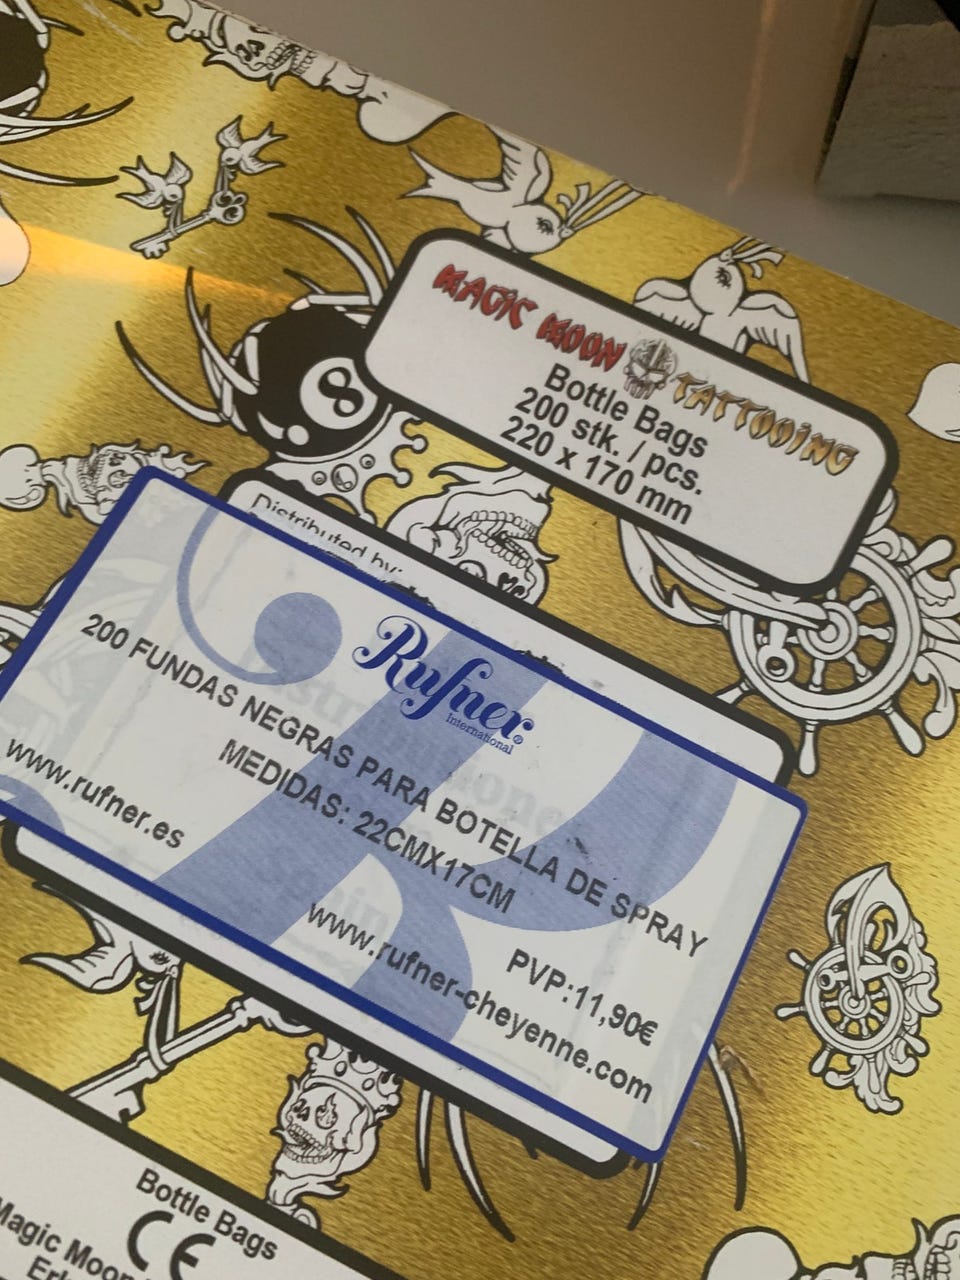 MAGIC MOON TATTOOING
Bottle Bags
200 stk. / pcs.
220 x 170 mm
8
Distributed by:
Rufner®
International
200 FUNDAS NEGRAS PARA BOTELLA DE SPRAY
MEDIDAS: 22CMX17CM
PVP:11,90€
www.rufner.es
www.rufner-cheyenne.com
Bottle Bags
CE
Magic Moon